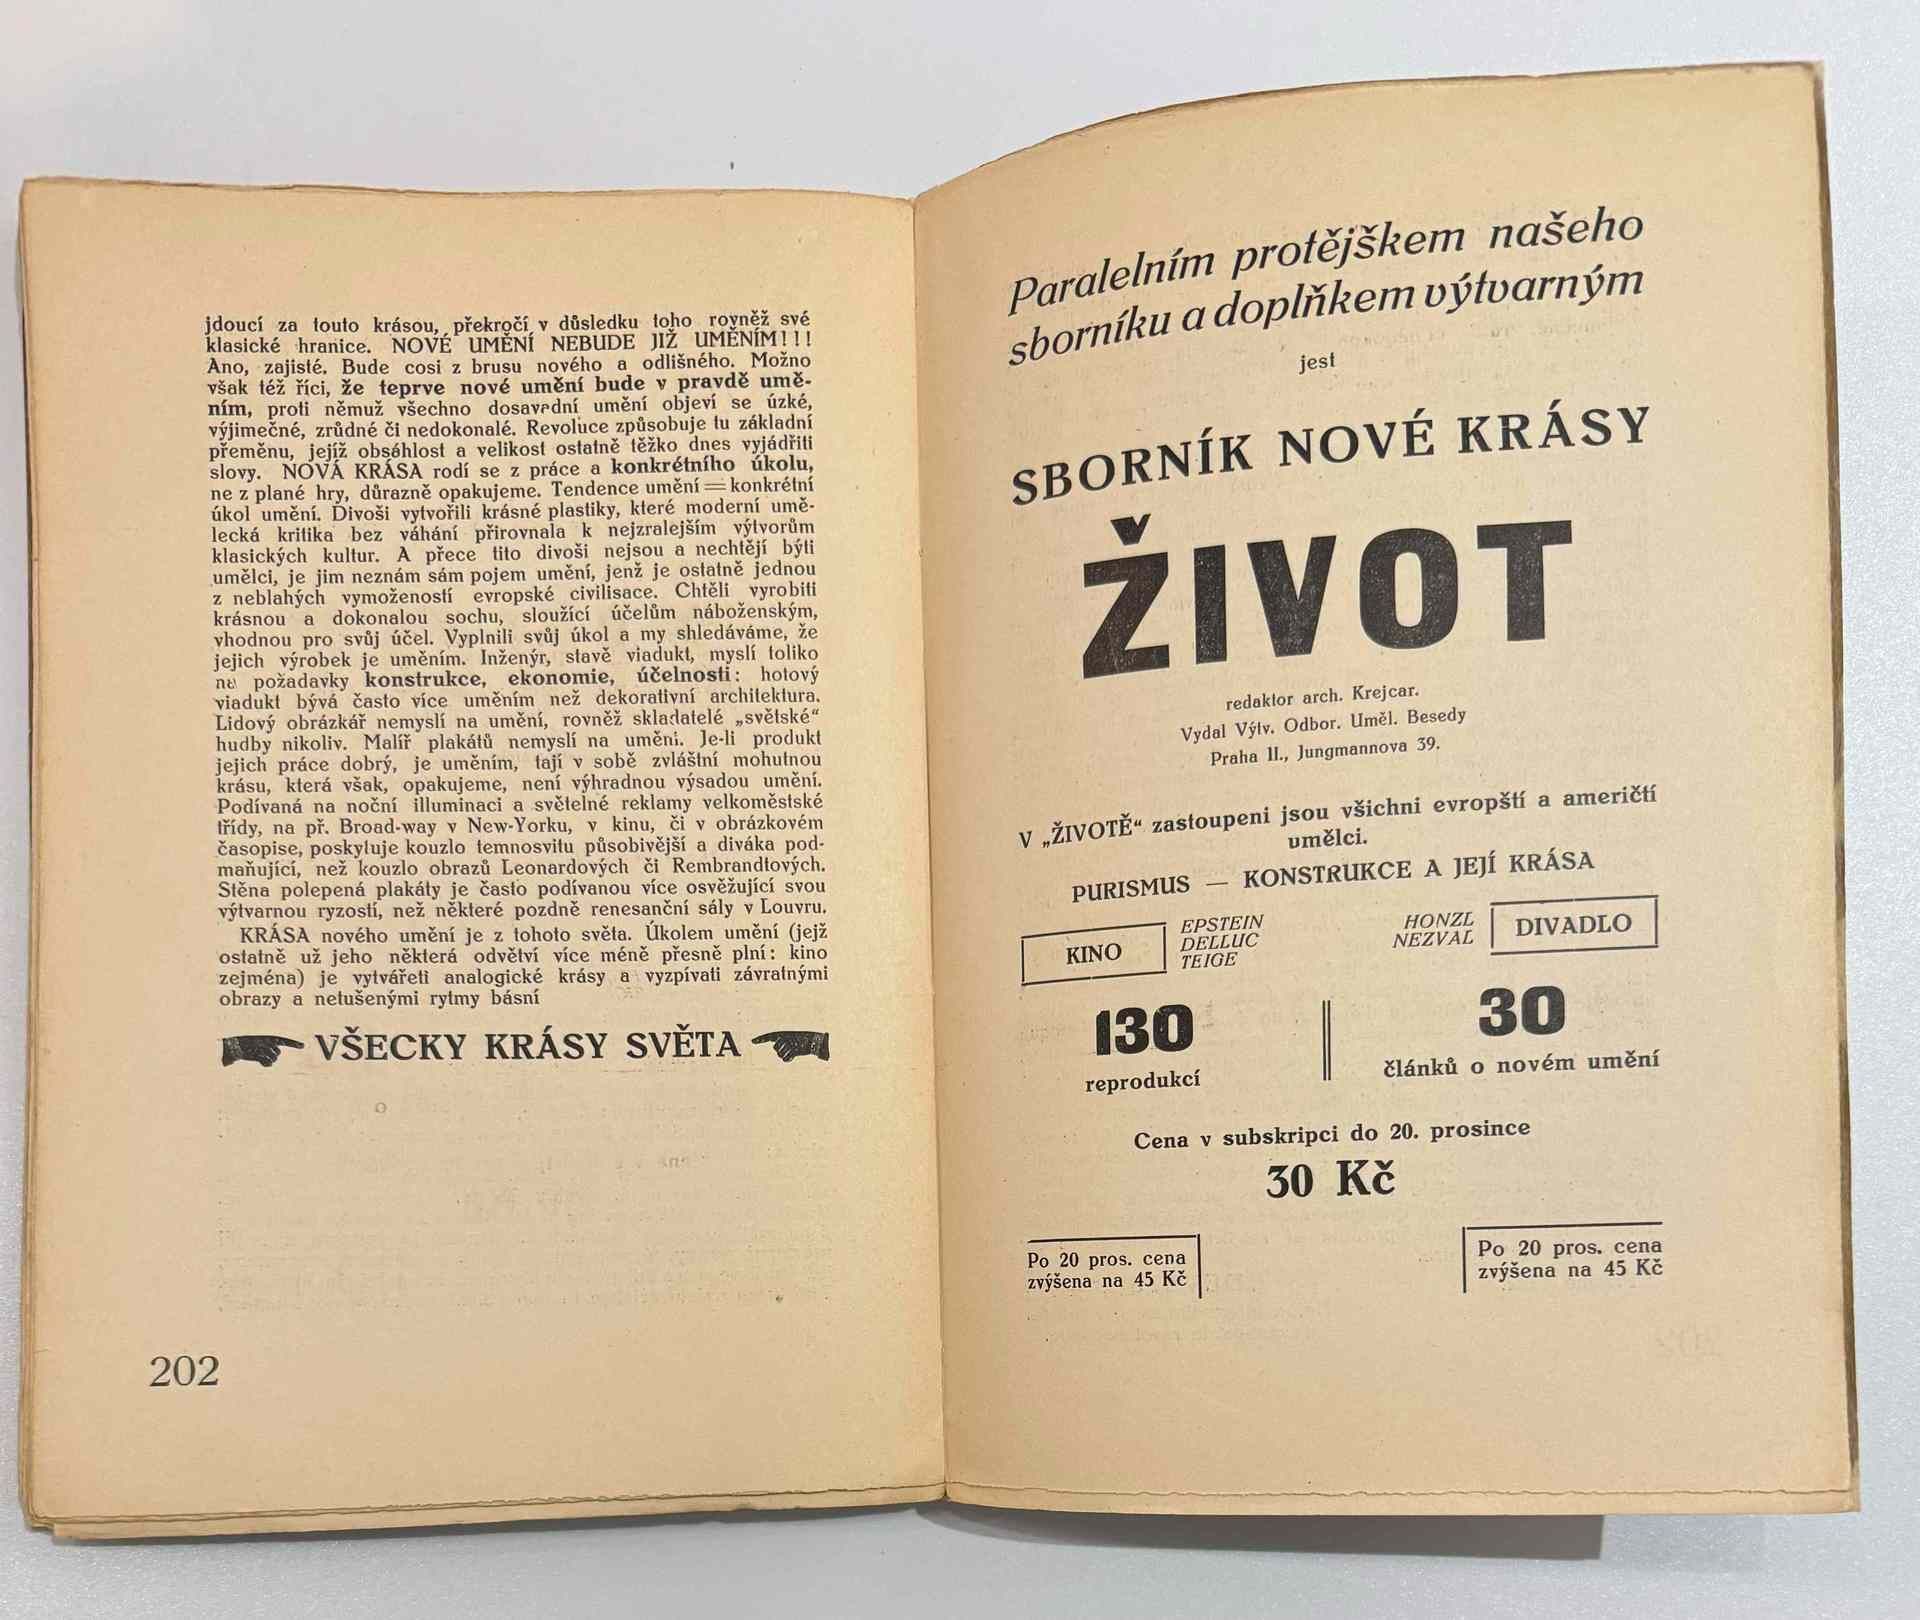 jdoucí za touto krásou, překročí v důsledku toho rovněž své
klasické hranice. NOVÉ UMĚNÍ NEBUDE JIŽ UMĚNÍM!!!
Ano, zajisté. Bude cosi z brusu nového a odlišného. Možno
však též říci, že teprve nové umění bude v pravdě umě-
ním, proti němuž všechno dosavadní umění objeví se úzké,
výjimečné, zrůdné či nedokonalé. Revoluce způsobuje tu základní
přeměnu, jejíž obsáhlost a velikost ostatně těžko dnes vyjádřiti
slovy. NOVÁ KRÁSA rodí se z práce a konkrétního úkolu,
ne z plané hry, důrazně opakujeme. Tendence umění = konkrétní
úkol umění. Divoši vytvořili krásné plastiky, které moderní umě-
lecká kritika bez váhání přirovnala k nejzralejším výtvorům
klasických kultur. A přece tito divoši nejsou a nechtějí býti
umělci, je jim neznám sám pojem umění, jenž je ostatně jednou
z neblahých vymožeností evropské civilisace. Chtěli vyrobiti
krásnou a dokonalou sochu, sloužící účelům náboženským,
vhodnou pro svůj účel. Vyplnili svůj úkol a my shledáváme, že
jejich výrobek je uměním. Inženýr, stavě viadukt, myslí toliko
na požadavky konstrukce, ekonomie, účelnosti: hotový
viadukt bývá často více uměním než dekorativní architektura.
Lidový obrázkář nemyslí na umění, rovněž skladatelé „světské“
hudby nikoliv. Malíř plakátů nemyslí na umění. Je-li produkt
jejich práce dobrý, je uměním, tají v sobě zvláštní mohutnou
krásu, která však, opakujeme, není výhradnou výsadou umění.
Podívaná na noční illuminaci a světelné reklamy velkoměstské
třídy, na př. Broad-way v New-Yorku, v kinu, či v obrázkovém
časopise, poskytuje kouzlo temnosvitu působivější a diváka pod-
maňující, než kouzlo obrazů Leonardových či Rembrandtových.
Stěna polepená plakáty je často podívanou více osvěžující svou
výtvarnou ryzostí, než některé pozdně renesanční sály v Louvru.
KRÁSA nového umění je z tohoto světa. Úkolem umění (jejž
ostatně už jeho některá odvětví více méně přesně plní: kino
zejména) je vytvářeti analogické krásy a vyzpívati závratnými
obrazy a netušenými rytmy básní
VŠECKY KRÁSY SVĚTA
202
Paralelním protějškem našeho
sborníku a doplňkem výtvarným
jest
SBORNÍK NOVÉ KRÁSY
ŽIVOT
redaktor arch. Krejcar.
Vydal Výtv. Odbor. Uměl. Besedy
Praha II., Jungmannova 39.
V „ŽIVOTĚ“ zastoupeni jsou všichni evropští a američtí
umělci.
PURISMUS — KONSTRUKCE A JEJÍ KRÁSA
KINO
EPSTEIN
DELLUC
TEIGE
HONZL
NEZVAL
DIVADLO
130
reprodukcí
30
článků o novém umění
Cena v subskripci do 20. prosince
30 Kč
Po 20 pros. cena
zvýšena na 45 Kč
Po 20 pros. cena
zvýšena na 45 Kč